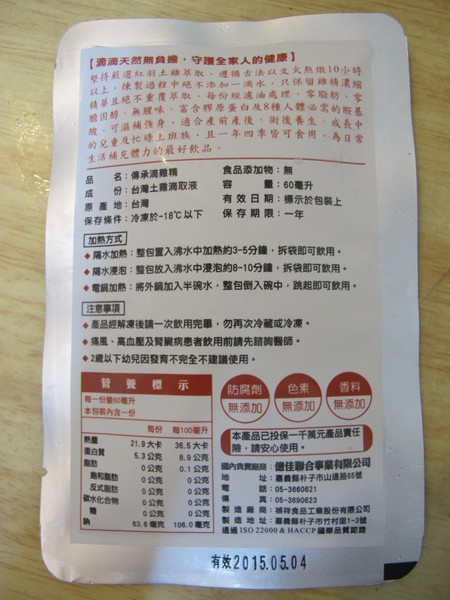 【滴滴天然無負擔，守護全家人的健康】
堅持嚴選紅羽土雞萃取，遵循古法以文火熬燉10小時
以上，煉製過程中絕不添加一滴水，只保留雞精濃縮
精華且絕不重覆萃取。每份經濾油處理，零脂肪、零
膽固醇、無腥味，富含膠原蛋白及8種人體必需的胺基
酸，可滋補強身，適合產前產後、術後養生、成長中
的兒童及忙碌上班族，且一年四季皆可食用，為日常
生活補充體力的最好飲品。
品名：傳承滴雞精 食品添加物：無
成份：台灣土雞滴取液 容量：60毫升
原產地：台灣 有效日期：標示於包裝上
保存條件：冷凍於-18℃以下 保存期限：一年
加熱方式
◆隔水加熱：整包置入沸水中加熱約3-5分鐘，拆袋即可飲用。
◆隔水浸泡：整包放入沸水中浸泡約8-10分鐘，拆袋即可飲用。
◆電鍋加熱：將外鍋加入半碗水，整包倒入碗中，跳起即可飲用。
注意事項
◆產品經解凍後請一次飲用完畢，勿再次冷藏或冷凍。
◆痛風、高血壓及腎臟病患者飲用前請先諮詢醫師。
◆2歲以下幼兒因發育不完全不建議使用。
營養標示
每一份量60毫升
本包裝內含一份
每份 每100毫升
熱量 21.9大卡 36.5大卡
蛋白質 5.3公克 8.9公克
脂肪 0公克 0.1公克
飽和脂肪 0公克 0公克
反式脂肪 0公克 0公克
碳水化合物 0公克 0公克
糖 0公克 0公克
鈉 63.6毫克 106.0毫克
防腐劑
無添加
色素
無添加
香料
無添加
本產品已投保一千萬元產品責任
險，請安心使用。
國內負責廠商：億佳聯合事業有限公司
地址：嘉義縣朴子市山通路65號
電話：05-3660621
傳真：05-3690623
製造廠商：禎祥食品工業股份有限公司
製造地址：嘉義縣朴子市竹村里1-3號
通過ISO 22000 & HACCP國際品質認證
有效2015.05.04